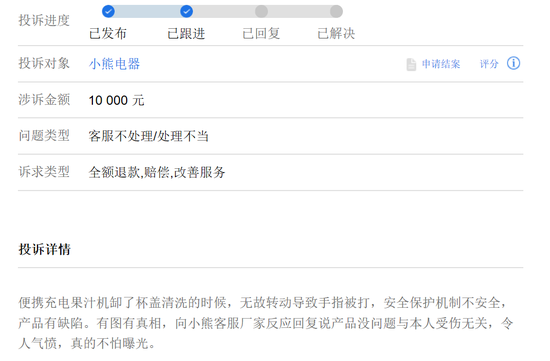 投诉进度
已发布 已跟进 已回复 已解决
投诉对象 小熊电器 申请结案 评分
涉诉金额 10 000 元
问题类型 客服不处理/处理不当
诉求类型 全额退款,赔偿,改善服务
投诉详情
便携充电果汁机卸了杯盖清洗的时候，无故转动导致手指被打，安全保护机制不安全，
产品有缺陷。有图有真相，向小熊客服厂家反应回复说产品没问题与本人受伤无关，令
人气愤，真的不怕曝光。